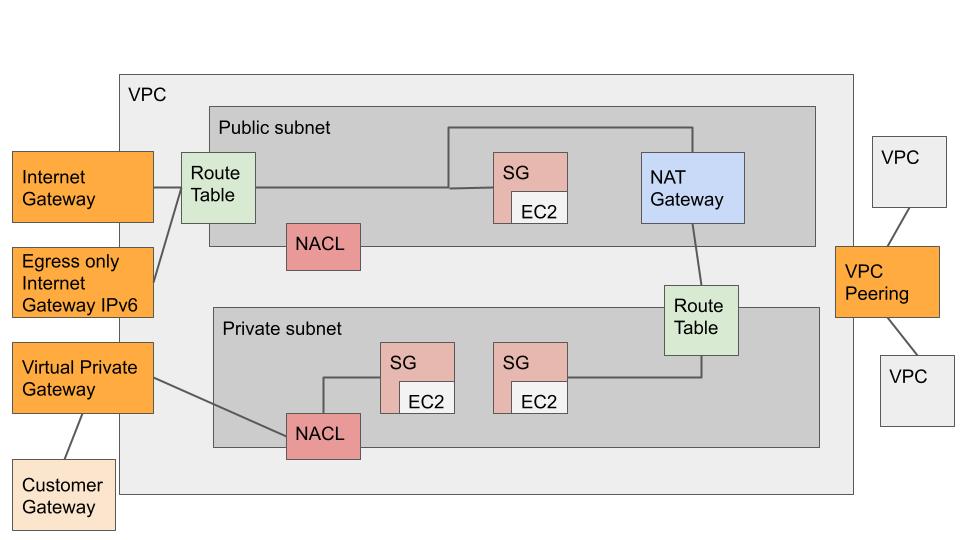 VPC
Public subnet
Internet
Gateway
Route
Table
SG
EC2
NAT
Gateway
VPC
NACL
Egress only
Internet
Gateway IPv6
VPC
Peering
Route
Table
Private subnet
Virtual Private
Gateway
SG
EC2
SG
EC2
VPC
NACL
Customer
Gateway